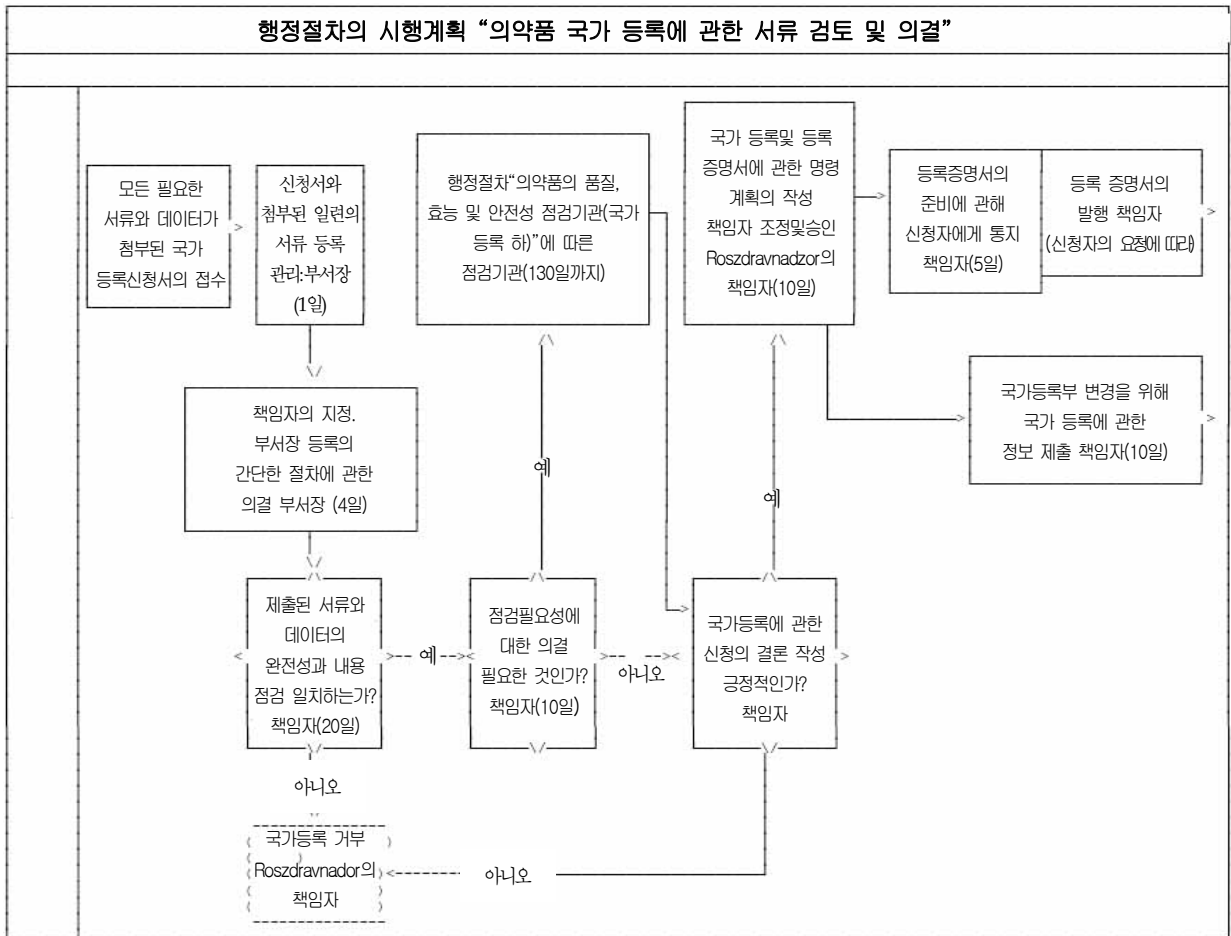 행정절차의 시행계획 “의약품 국가 등록에 관한 서류 검토 및 의결”
모든 필요한
서류와 데이터가
첨부된 국가
등록신청서의 접수
신청서와
첨부된 일련의
서류 등록
관리:부서장
(1일)
행정절차“의약품의 품질,
효능 및 안전성 점검기관(국가
등록 하)”에 따른
점검기관(130일까지)
국가 등록및 등록
증명서에 관한 명령
계획의 작성
책임자 조정및승인
Roszdravnadzor의
책임자(10일)
등록증명서의
준비에 관해
신청자에게 통지
책임자(5일)
등록 증명서의
발행 책임자
(신청자의 요청에 따라)
책임자의 지정.
부서장 등록의
간단한 절차에 관한
의결 부서장 (4일)
국가등록부 변경을 위해
국가 등록에 관한
정보 제출 책임자(10일)
예
예
제출된 서류와
데이터의
완전성과 내용
점검 일치하는가?
책임자(20일)
예
점검필요성에
대한 의결
필요한 것인가?
책임자(10일)
아니오
국가등록에 관한
신청의 결론 작성
긍정적인가?
책임자
아니오
국가등록 거부
Roszdravnador의
책임자
아니오